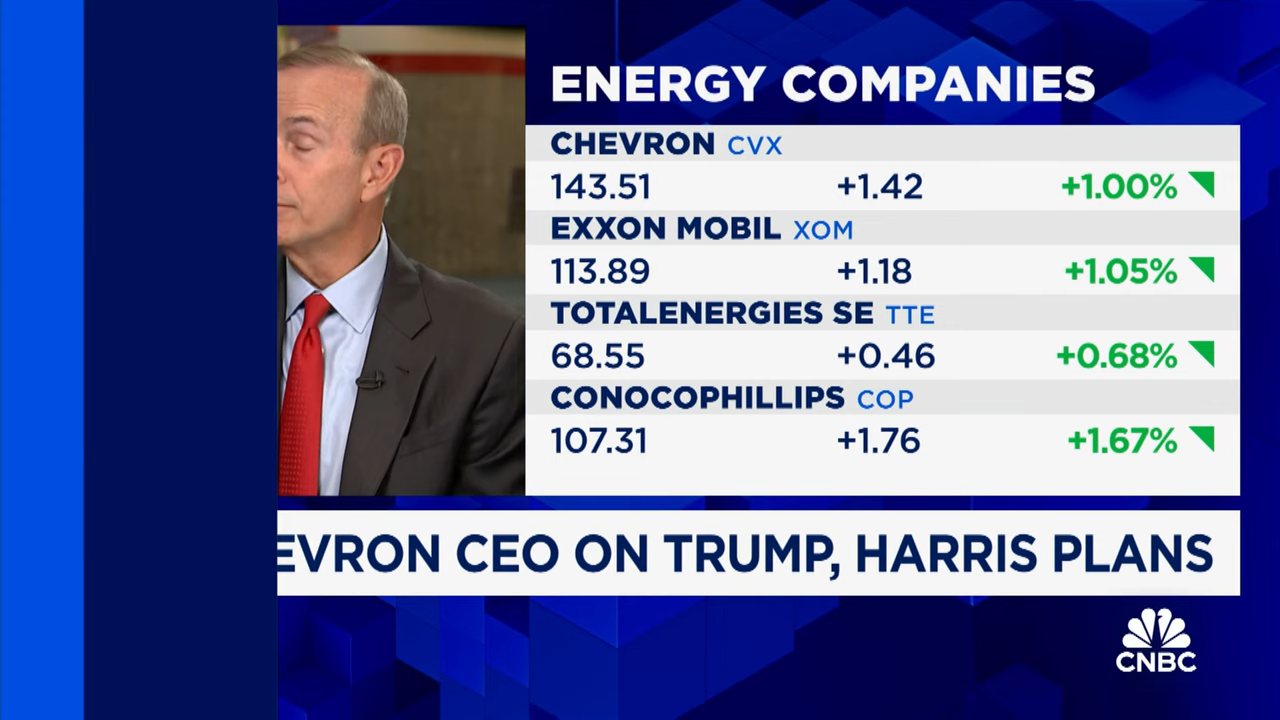 ENERGY COMPANIES
CHEVRON CVX
143.51 +1.42 +1.00%
EXXON MOBIL XOM
113.89 +1.18 +1.05%
TOTALENERGIES SE TTE
68.55 +0.46 +0.68%
CONOCOPHILLIPS COP
107.31 +1.76 +1.67%
EVRON CEO ON TRUMP, HARRIS PLANS
CNBC